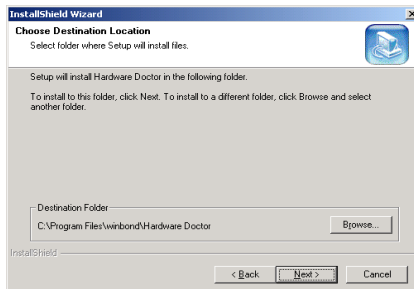 InstallShield Wizard
Choose Destination Location
Select folder where Setup will install files.
Setup will install Hardware Doctor in the following folder.
To install to this folder, click Next. To install to a different folder, click Browse and select
another folder.
Destination Folder
C:\Program Files\winbond\Hardware Doctor
Browse...
InstallShield
< Back
Next >
Cancel